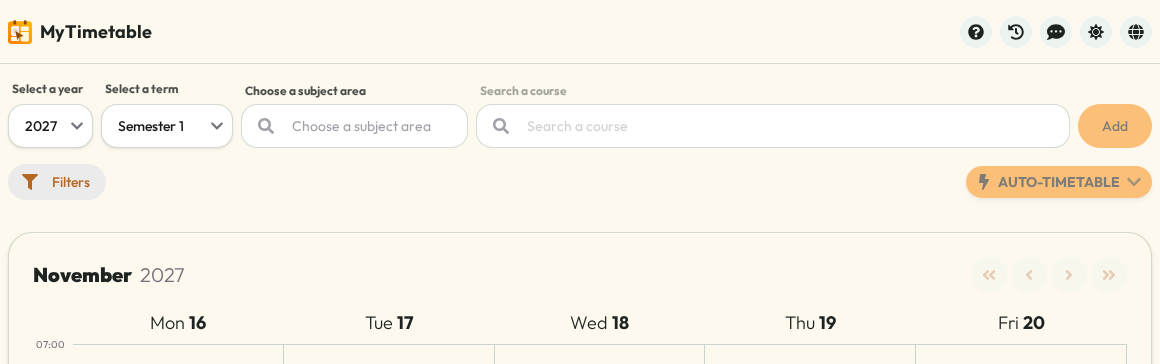 MyTimetable
Select a year
Select a term
Choose a subject area
Search a course
2027
Semester 1
Choose a subject area
Search a course
Add
Filters
AUTO-TIMETABLE
November 2027
Mon 16
Tue 17
Wed 18
Thu 19
Fri 20
07:00